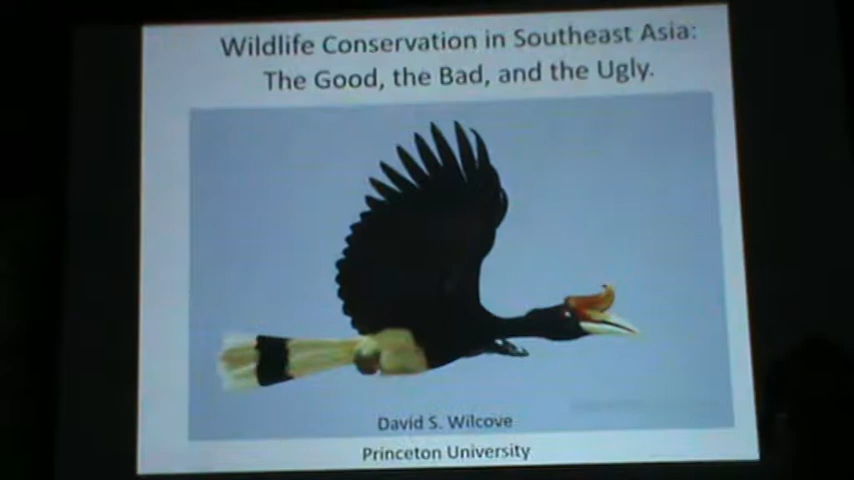 Wildlife Conservation in Southeast Asia:
The Good, the Bad, and the Ugly.
David S. Wilcove
Princeton University